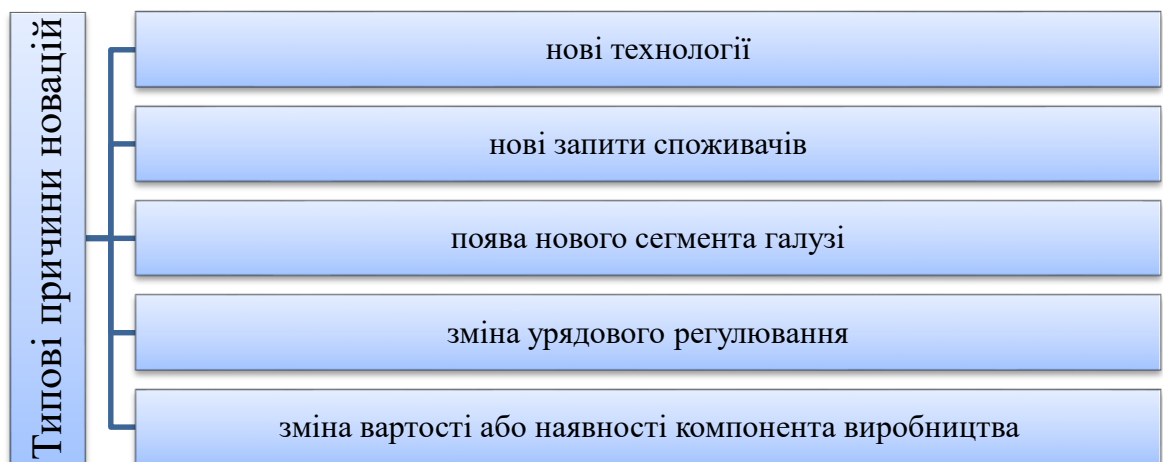 Типові причини новацій
нові технології
нові запити споживачів
поява нового сегмента галузі
зміна урядового регулювання
зміна вартості або наявності компонента виробництва